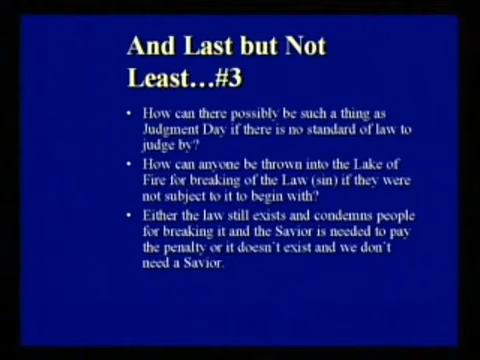 And Last but Not
Least...#3
• How can there possibly be such a thing as
Judgment Day if there is no standard of law to
judge by?
• How can anyone be thrown into the Lake of
Fire for breaking of the Law (sin) if they were
not subject to it to begin with?
• Either the law still exists and condemns people
for breaking it and the Savior is needed to pay
the penalty or it doesn't exist and we don't
need a Savior.